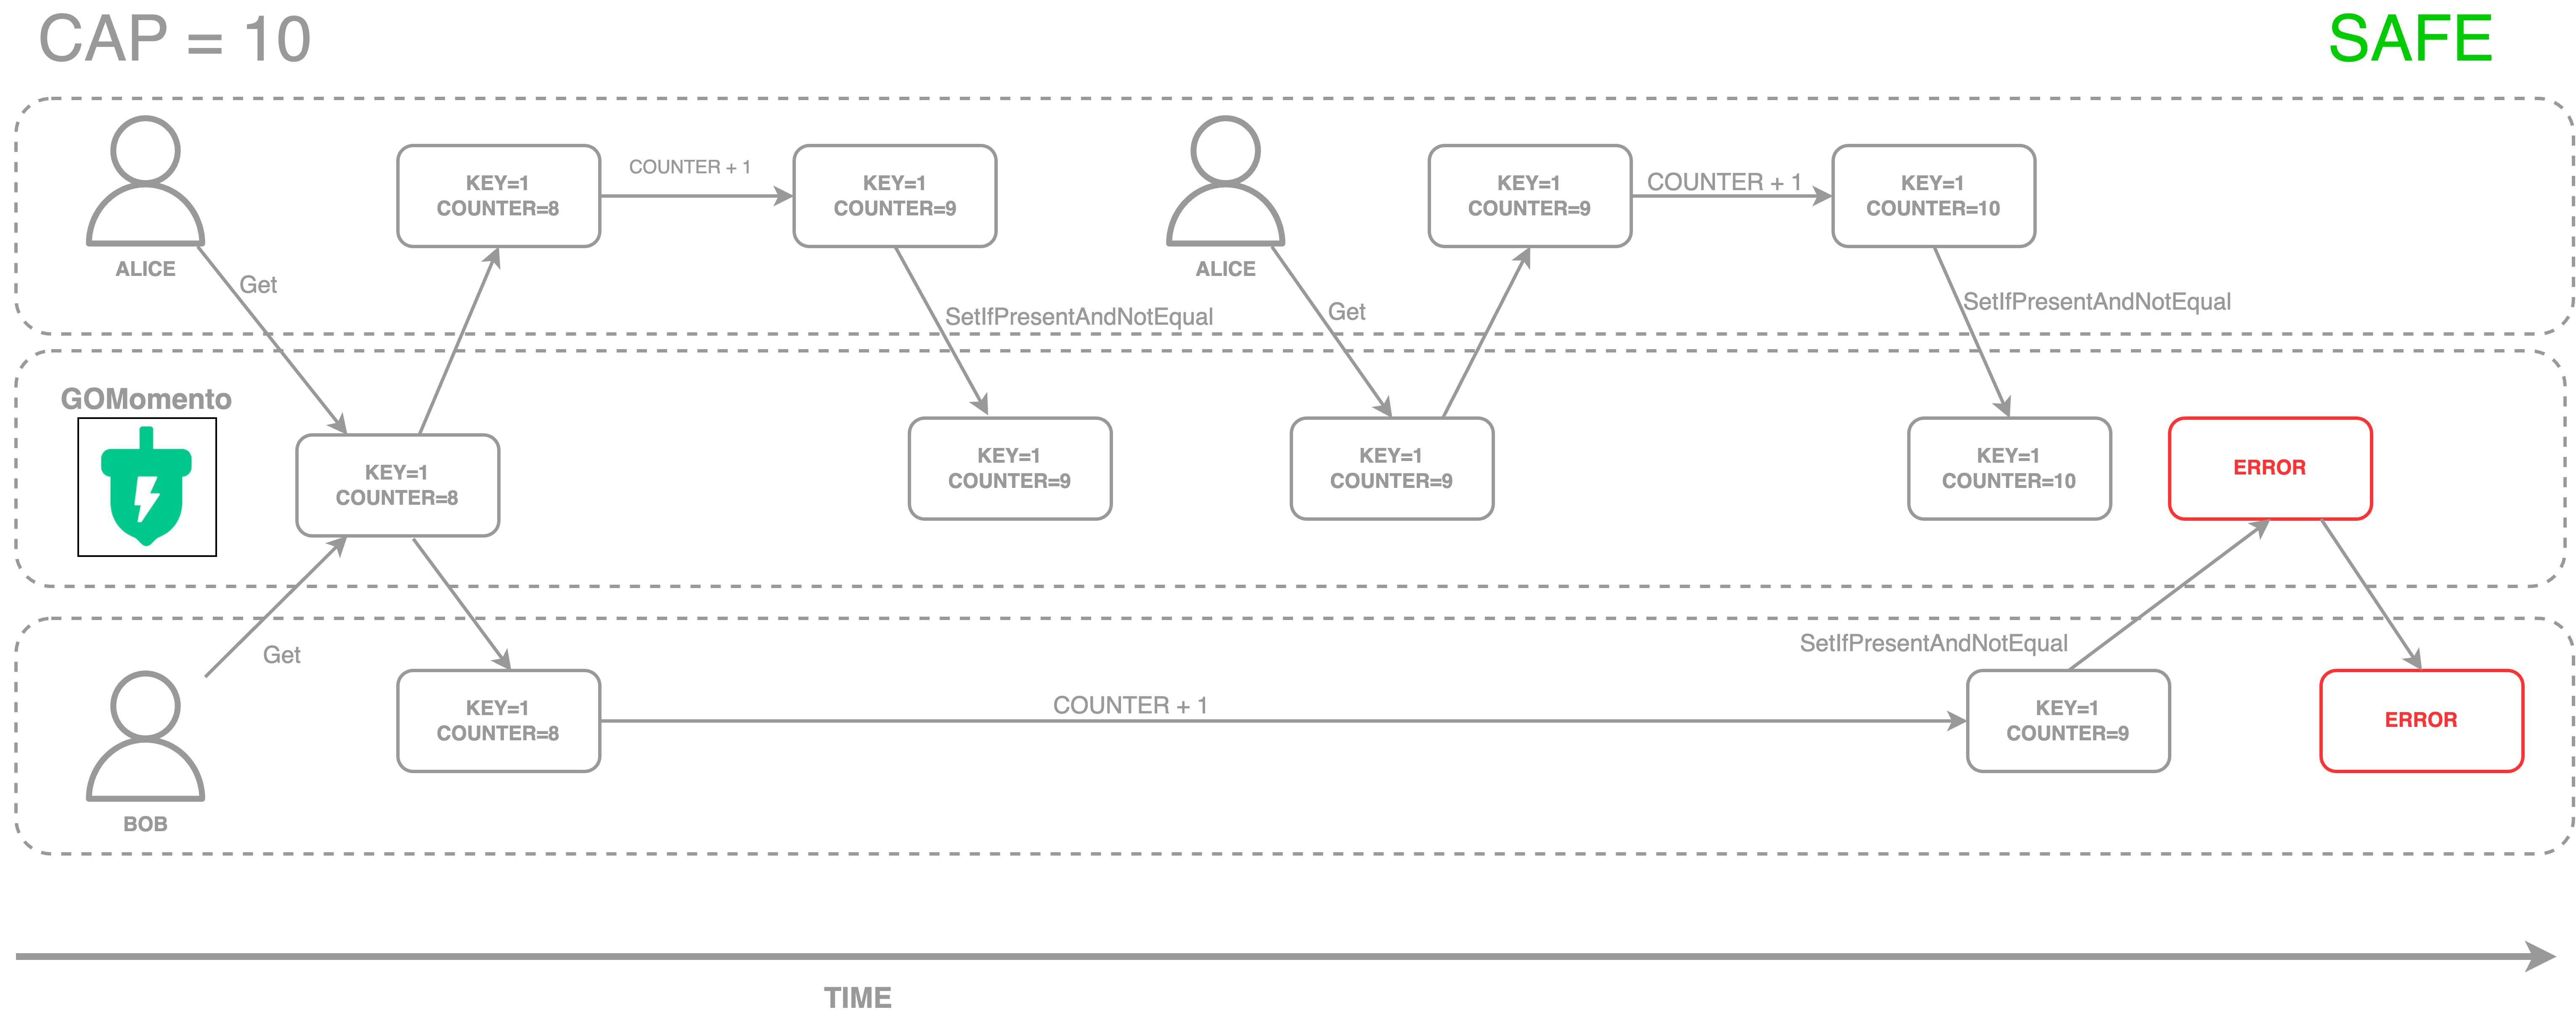 CAP = 10
SAFE
KEY=1
COUNTER=8
COUNTER + 1
KEY=1
COUNTER=9
KEY=1
COUNTER=9
COUNTER + 1
KEY=1
COUNTER=10
ALICE
Get
SetIfPresentAndNotEqual
ALICE
Get
SetIfPresentAndNotEqual
GOMomento
KEY=1
COUNTER=8
KEY=1
COUNTER=9
KEY=1
COUNTER=9
KEY=1
COUNTER=10
ERROR
Get
SetIfPresentAndNotEqual
KEY=1
COUNTER=8
COUNTER + 1
KEY=1
COUNTER=9
ERROR
BOB
TIME